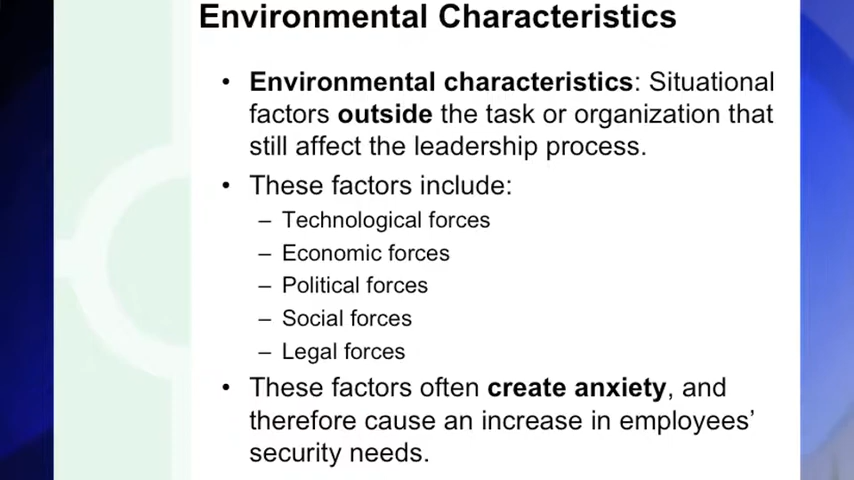 Environmental Characteristics
• Environmental characteristics: Situational
factors outside the task or organization that
still affect the leadership process.
• These factors include:
– Technological forces
– Economic forces
– Political forces
– Social forces
– Legal forces
• These factors often create anxiety, and
therefore cause an increase in employees’
security needs.